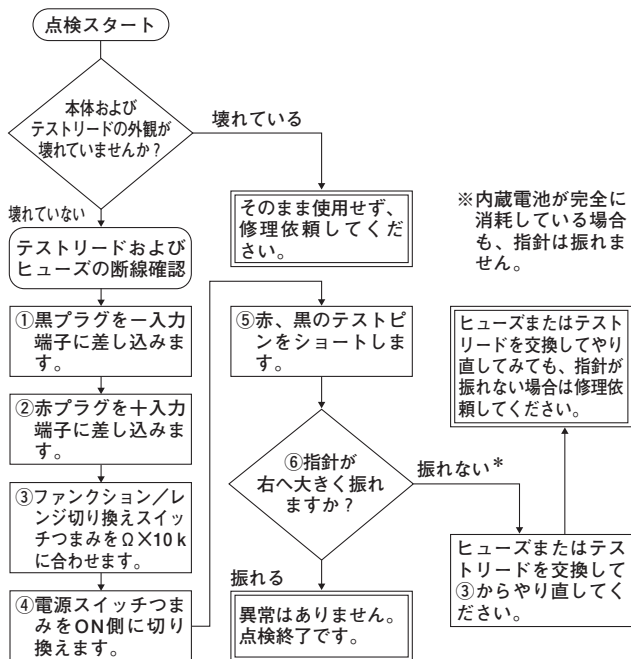 点検スタート
本体および
テストリードの外観が
壊れていませんか？
壊れている
そのまま使用せず、
修理依頼してくだ
さい。
※内蔵電池が完全に
消耗している場合
も、指針は振れま
せん。
壊れていない
テストリードおよび
ヒューズの断線確認
①黒プラグを－入力
端子に差し込みま
す。
②赤プラグを＋入力
端子に差し込みま
す。
③ファンクション／レ
ンジ切り換えスイッ
チつまみをΩ×10 k
に合わせます。
④電源スイッチつま
みをON側に切り
換えます。
⑤赤、黒のテストピ
ンをショートしま
す。
⑥指針が
右へ大きく振れ
ますか？
振れない*
振れる
異常はありません。
点検終了です。
ヒューズまたはテス
トリードを交換して
③からやり直してく
ださい。
ヒューズまたはテスト
リードを交換してやり
直してみても、指針が
振れない場合は修理依
頼してください。